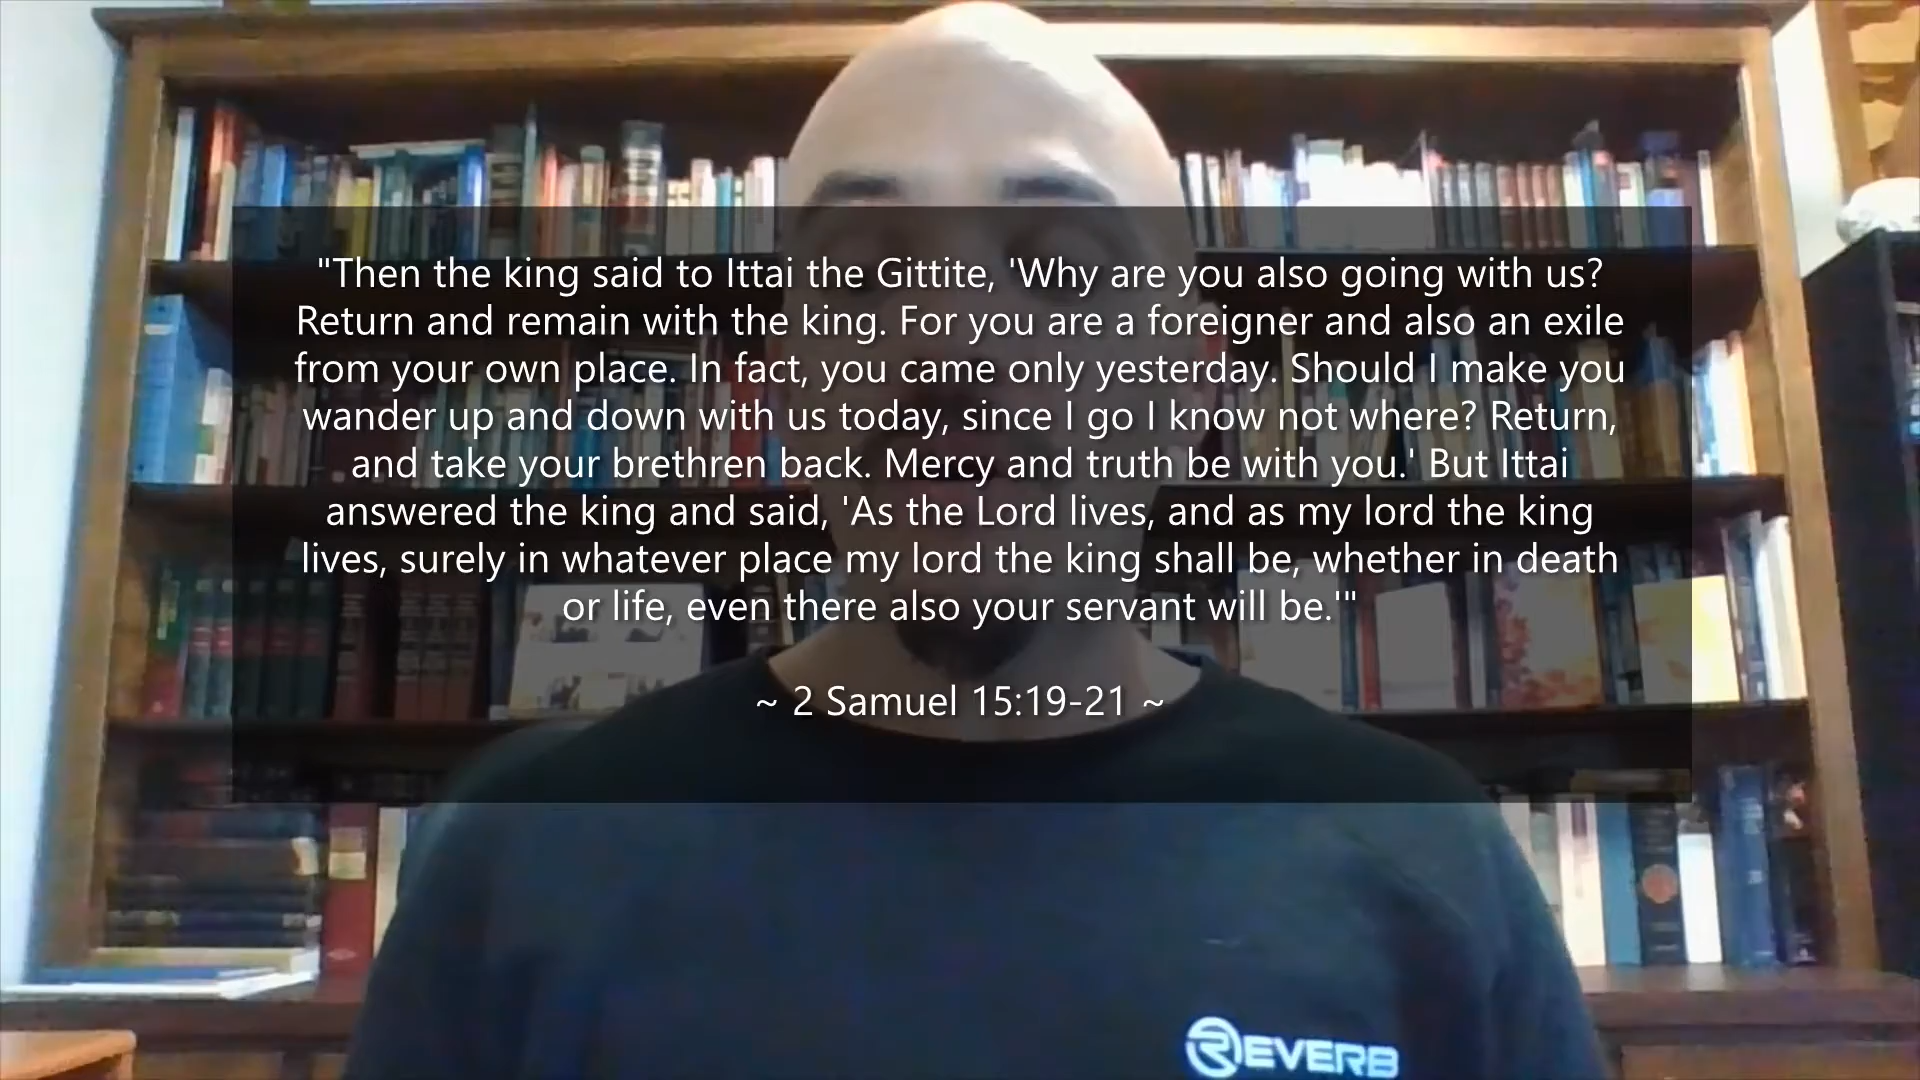 "Then the king said to Ittai the Gittite, 'Why are you also going with us?
Return and remain with the king. For you are a foreigner and also an exile
from your own place. In fact, you came only yesterday. Should I make you
wander up and down with us today, since I go I know not where? Return,
and take your brethren back. Mercy and truth be with you.' But Ittai
answered the king and said, 'As the Lord lives, and as my lord the king
lives, surely in whatever place my lord the king shall be, whether in death
or life, even there also your servant will be.'"
~ 2 Samuel 15:19-21 ~
REVERB